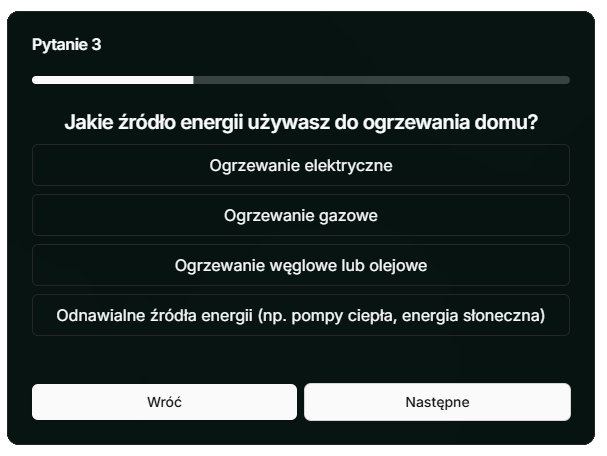 Pytanie 3
Jakie źródło energii używasz do ogrzewania domu?
Ogrzewanie elektryczne
Ogrzewanie gazowe
Ogrzewanie węglowe lub olejowe
Odnawialne źródła energii (np. pompy ciepła, energia słoneczna)
Wróć
Następne